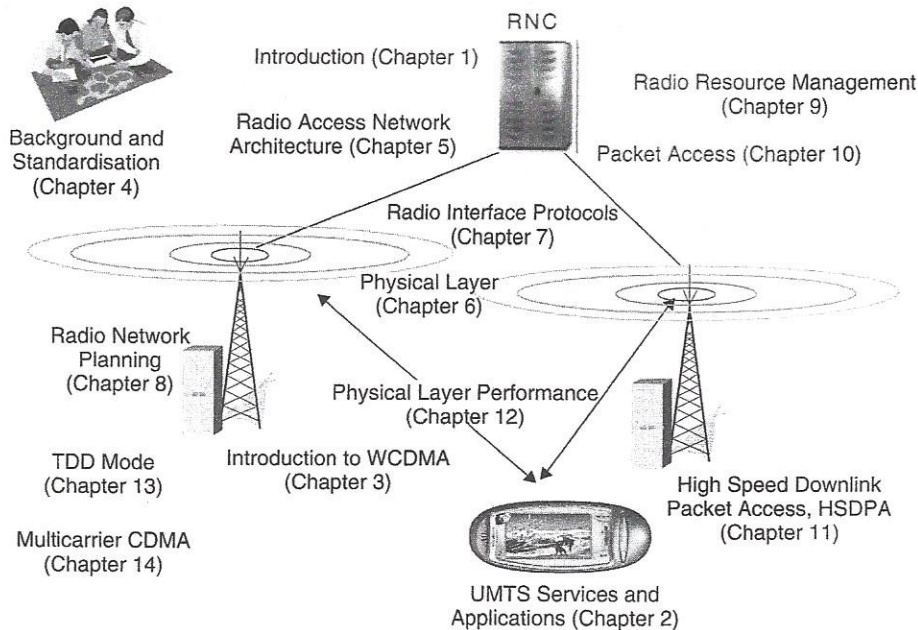 RNC
Introduction (Chapter 1)
Radio Resource Management
(Chapter 9)
Radio Access Network
Architecture (Chapter 5)
Background and
Standardisation
(Chapter 4)
Packet Access (Chapter 10)
Radio Interface Protocols
(Chapter 7)
Physical Layer
(Chapter 6)
Radio Network
Planning
(Chapter 8)
Physical Layer Performance
(Chapter 12)
TDD Mode
(Chapter 13)
Introduction to WCDMA
(Chapter 3)
High Speed Downlink
Packet Access, HSDPA
(Chapter 11)
Multicarrier CDMA
(Chapter 14)
UMTS Services and
Applications (Chapter 2)